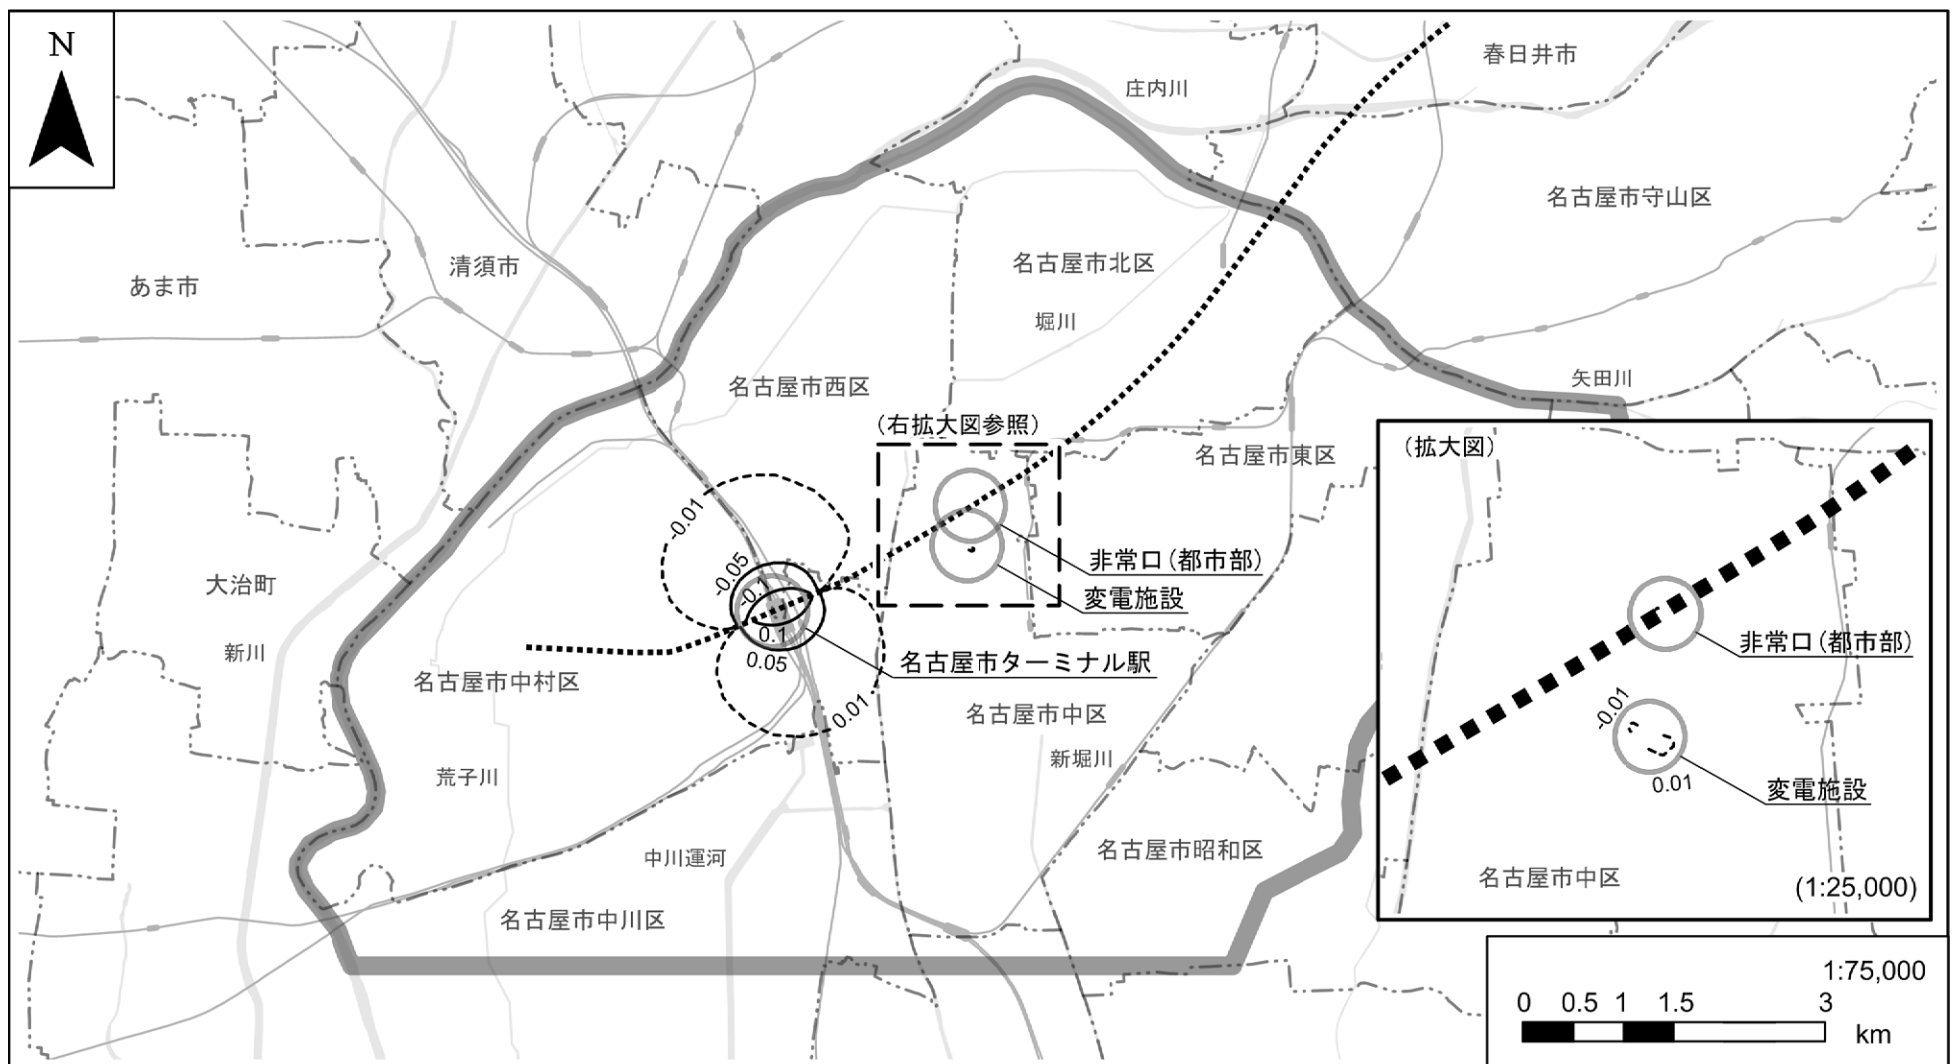 N
春日井市
庄内川
名古屋市守山区
名古屋市北区
清須市
あま市
堀川
名古屋市西区
矢田川
(右拡大図参照)
名古屋市東区
(拡大図)
-0.01
非常口(都市部)
変電施設
-0.05
-0.1
0.1
0.05
大治町
新川
名古屋市ターミナル駅
名古屋市中村区
0.01
名古屋市中区
新堀川
荒子川
名古屋市昭和区
中川運河
名古屋市中川区
非常口(都市部)
-0.01
0.01
変電施設
名古屋市中区
(1:25,000)
1:75,000
0 0.5 1 1.5 3
km